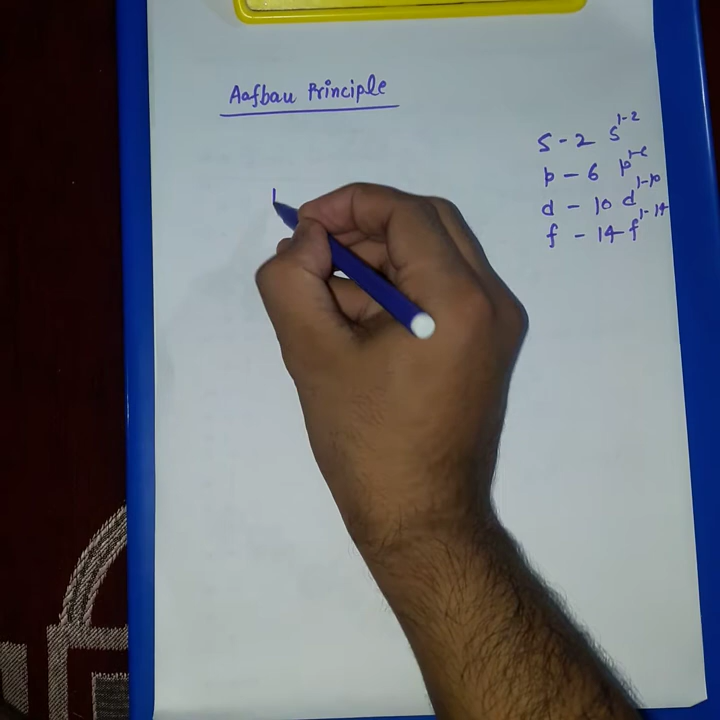 Aafbau Principle
S - 2 s¹⁻²
p - 6 p¹⁻⁶
d - 10 d¹⁻¹⁰
f - 14 f¹⁻¹⁴